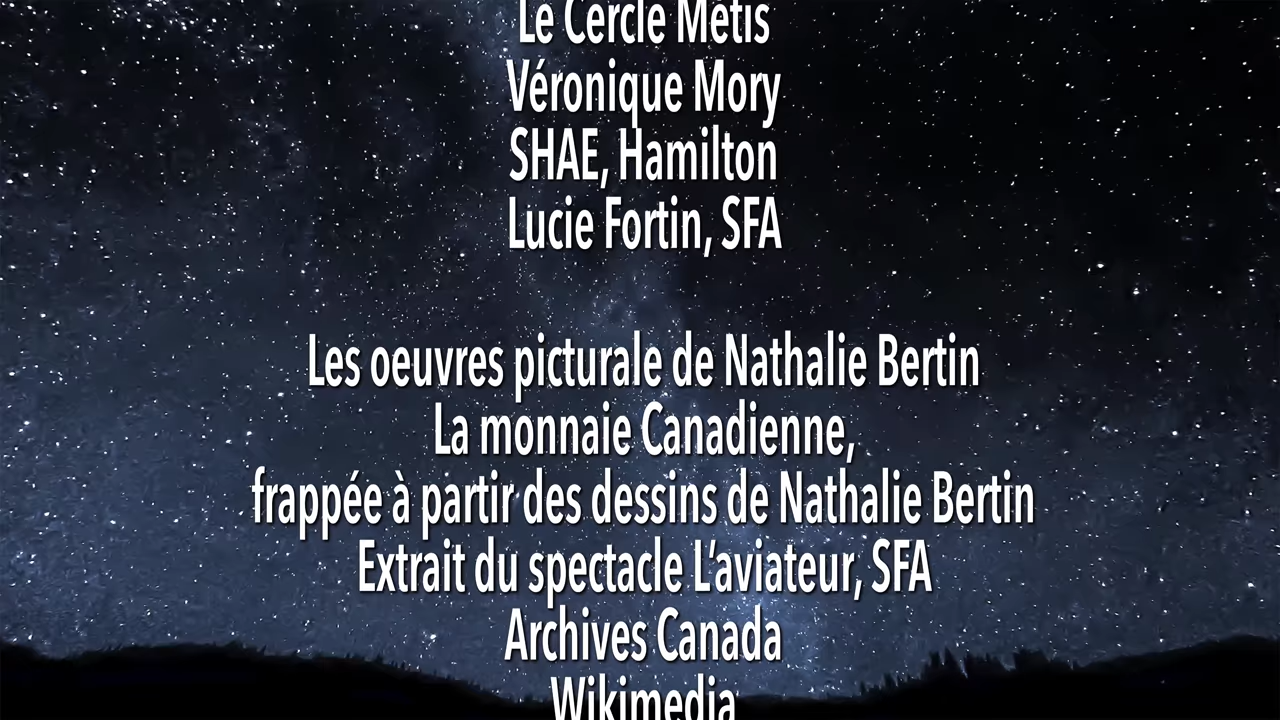 Le Cercle Métis
Véronique Mory
SHAE, Hamilton
Lucie Fortin, SFA
Les oeuvres picturale de Nathalie Bertin
La monnaie Canadienne,
frappée à partir des dessins de Nathalie Bertin
Extrait du spectacle L’aviateur, SFA
Archives Canada
Wikimedia